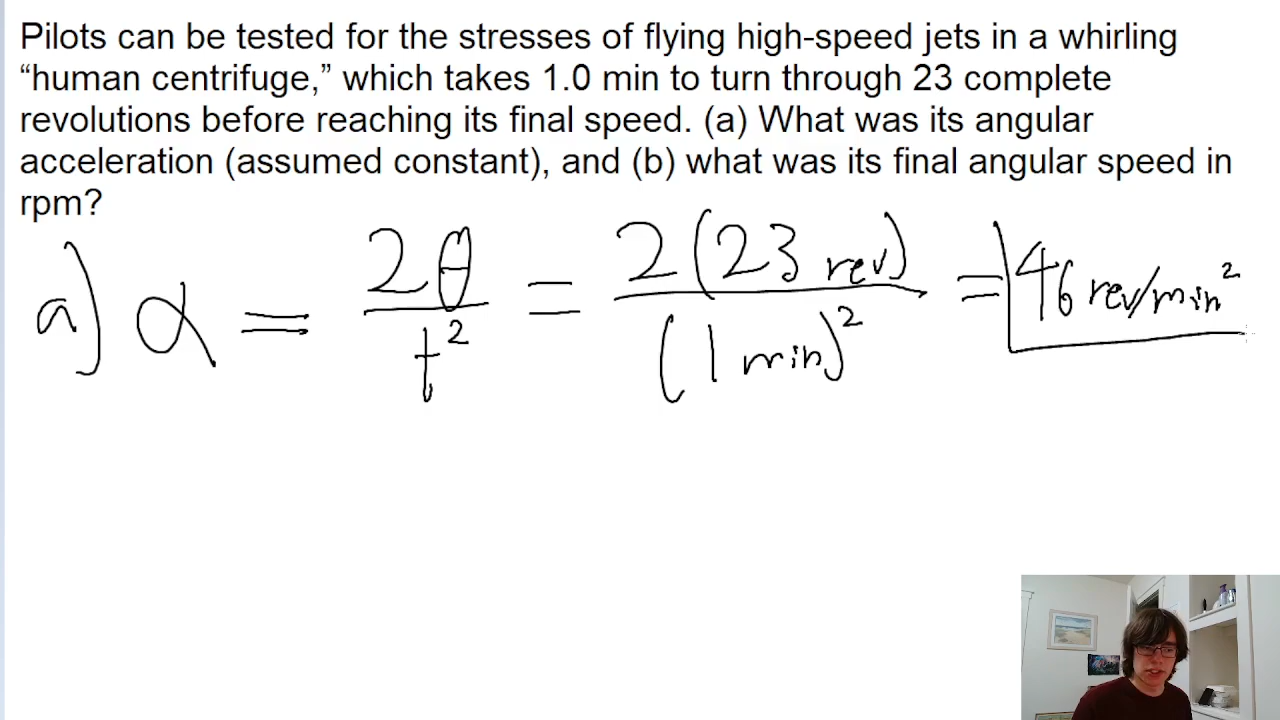 Pilots can be tested for the stresses of flying high-speed jets in a whirling
“human centrifuge,” which takes 1.0 min to turn through 23 complete
revolutions before reaching its final speed. (a) What was its angular
acceleration (assumed constant), and (b) what was its final angular speed in
rpm?
a) α = 2θ/t² = 2(23 rev)/(1 min)² = 46 rev/min²